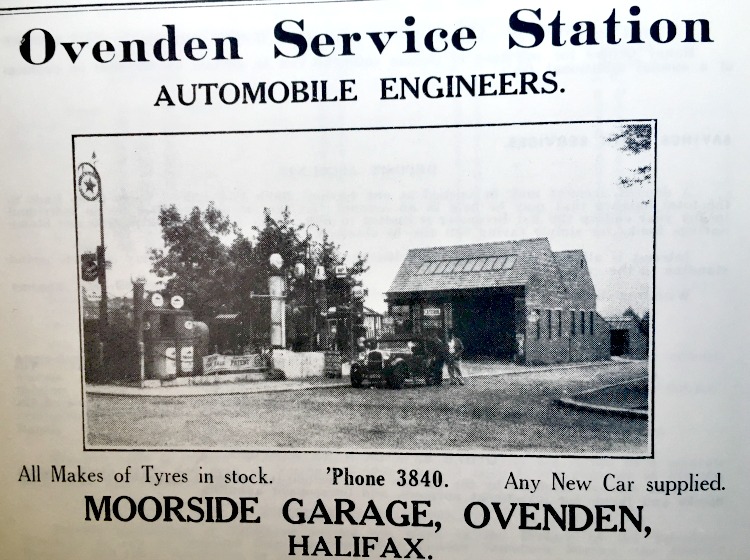 Ovenden Service Station
AUTOMOBILE ENGINEERS.
All Makes of Tyres in stock. 'Phone 3840. Any New Car supplied.
MOORSIDE GARAGE, OVENDEN,
HALIFAX.